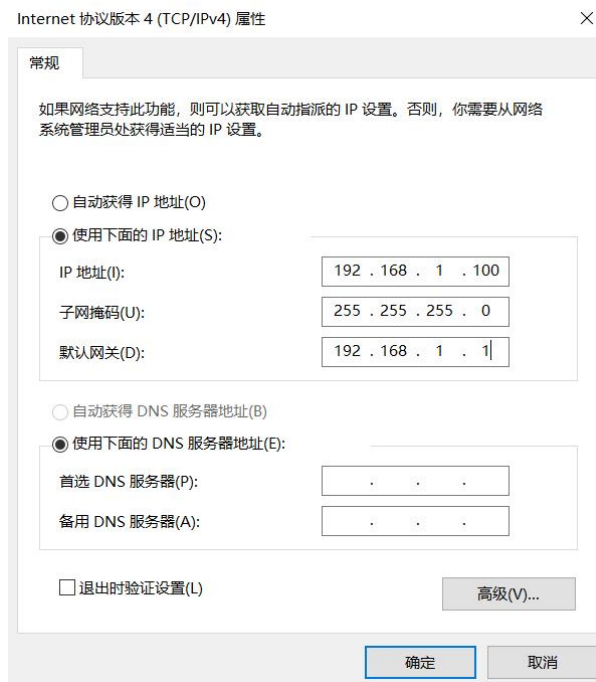 Internet 协议版本 4 (TCP/IPv4) 属性
常规
如果网络支持此功能，则可以获取自动指派的 IP 设置。否则，你需要从网络
系统管理员处获得适当的 IP 设置。
自动获得 IP 地址(O)
使用下面的 IP 地址(S):
IP 地址(I): 192 . 168 . 1 . 100
子网掩码(U): 255 . 255 . 255 . 0
默认网关(D): 192 . 168 . 1 . 1
自动获得 DNS 服务器地址(B)
使用下面的 DNS 服务器地址(E):
首选 DNS 服务器(P): . . .
备用 DNS 服务器(A): . . .
退出时验证设置(L)
高级(V)...
确定 取消